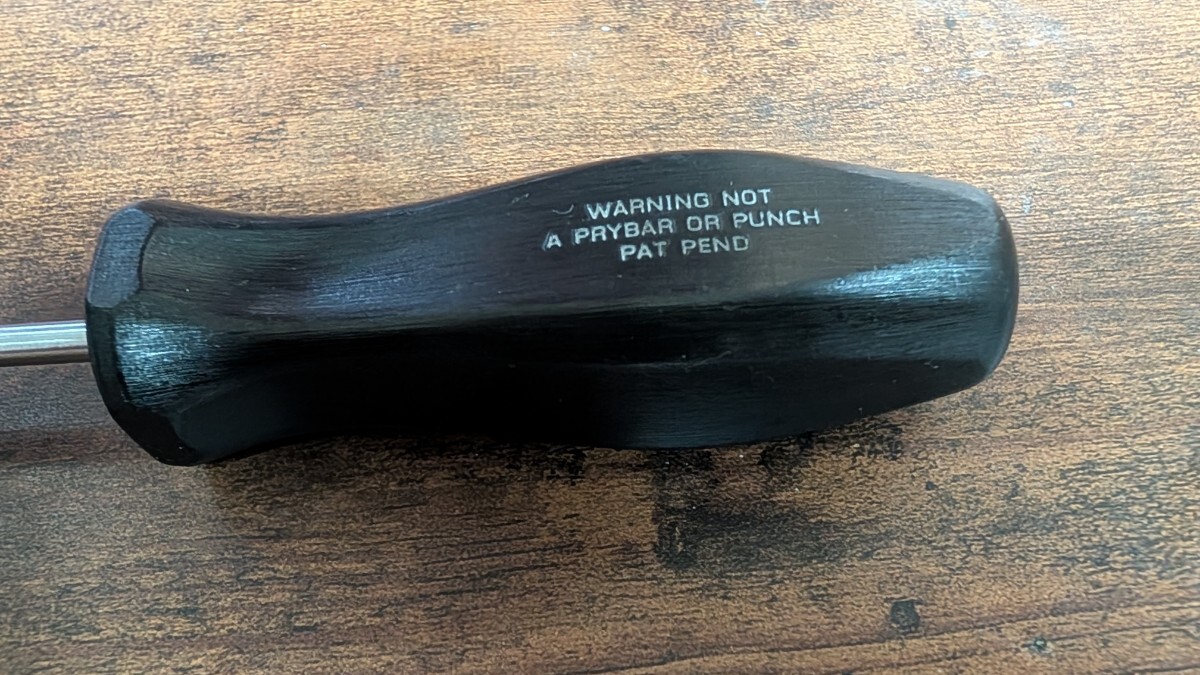 WARNING NOT
A PRYBAR OR PUNCH
PAT PEND